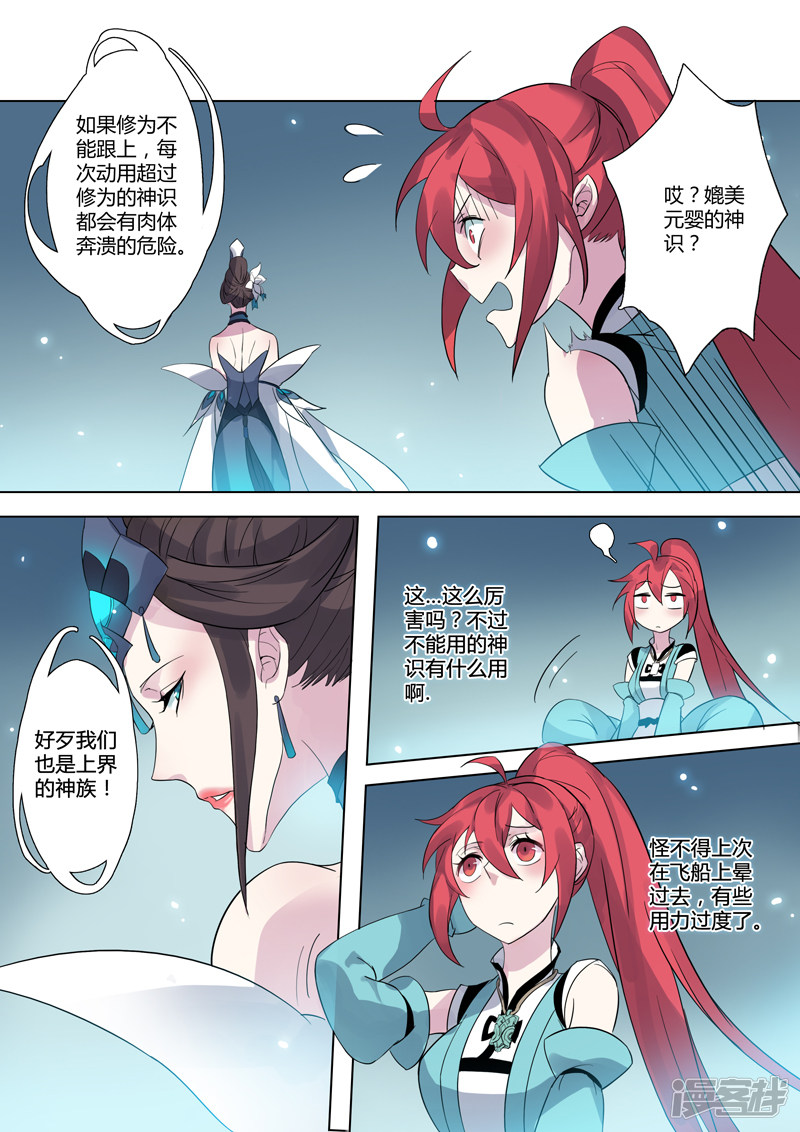 哎？媲美
元婴的神
识？
如果修为不
能跟上，每
次动用超过
修为的神识
都会有肉体
奔溃的危险。
这...这么厉
害吗？不过
不能用的神
识有什么用
啊.
好歹我们
也是上界
的神族！
怪不得上次
在飞船上晕
过去，有些
用力过度了。
漫客栈